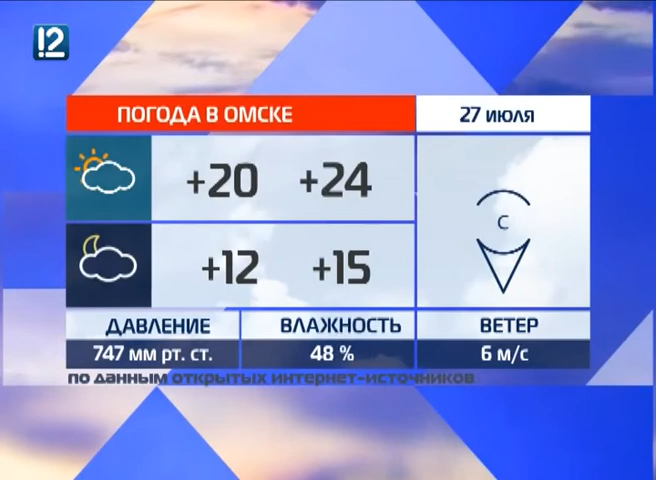 12
ПОГОДА В ОМСКЕ
27 ИЮЛЯ
+20 +24
С
+12 +15
ДАВЛЕНИЕ ВЛАЖНОСТЬ ВЕТЕР
747 мм рт. ст. 48 % 6 м/с
по данным открытых интернет-источников